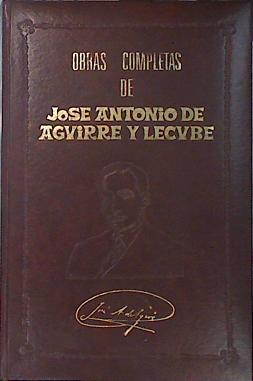 OBRAS COMPLETAS
DE
JoSE ANTONIO DE
AGVIRRE Y LECVBE